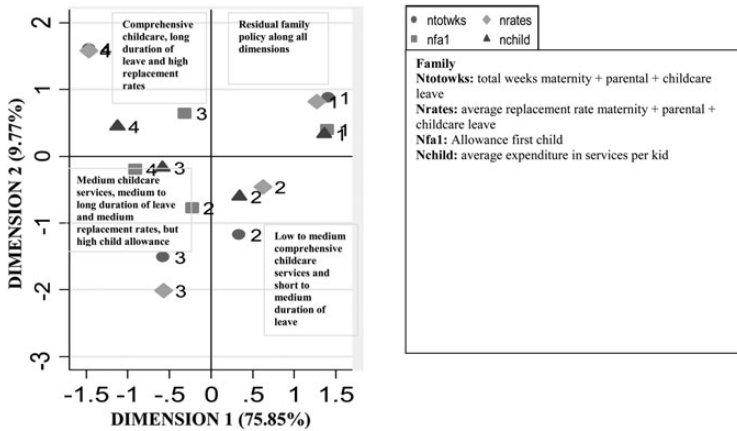 2
1
0
-1
-2
-3
DIMENSION 2 (9.77%)
Comprehensive
childcare, long
duration of
leave and high
replacement
rates
Residual family
policy along all
dimensions
4
4
4
3
1
1
1
1
4
3
Medium childcare
services, medium to
long duration of leave
and medium
replacement rates, but
high child allowance
2
2
2
2
3
3
Low to medium
comprehensive
childcare
services and
short to
medium
duration of
leave
-1.5 -1 -.5 0 .5 1 1.5
DIMENSION 1 (75.85%)
ntotwks nrates
nfa1 nchild
Family
Ntotowks: total weeks maternity + parental + childcare
leave
Nrates: average replacement rate maternity + parental +
childcare leave
Nfa1: Allowance first child
Nchild: average expenditure in services per kid